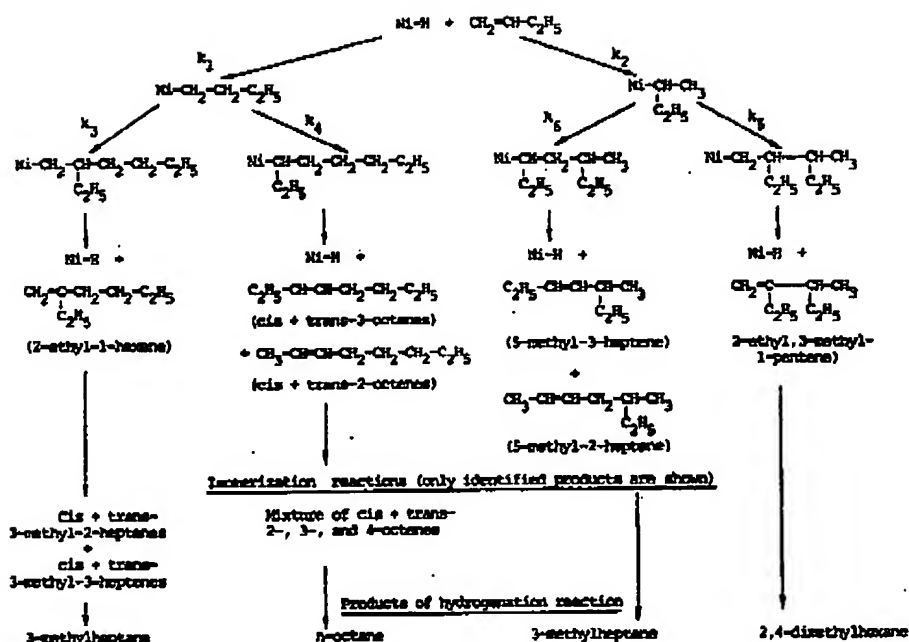 Ni-H + CH2=CH-C2H5
k1
k2
Ni-CH2-CH2-C2H5
Ni-CH-CH3
C2H5
k3
k4
k6
k5
Ni-CH2-CH-CH2-CH2-C2H5
C2H5
Ni-CH-CH2-CH2-CH2-C2H5
C2H5
Ni-CH-CH2-CH-CH3
C2H5 C2H5
Ni-CH2-CH-CH-CH3
C2H5 C2H5
Ni-H +
Ni-H +
Ni-H +
Ni-H +
CH2=C-CH2-CH2-C2H5
C2H5
(2-ethyl-1-hexene)
C2H5-CH=CH-CH2-CH2-C2H5
(cis + trans-3-octenes)
+ CH3-CH=CH-CH2-CH2-CH2-C2H5
(cis + trans-2-octenes)
C2H5-CH=CH-CH-CH3
C2H5
(5-methyl-3-heptene)
+
CH3-CH=CH-CH2-CH-CH3
C2H5
(5-methyl-2-heptene)
CH2=C-CH-CH3
C2H5 C2H5
2-ethyl,3-methyl-
1-pentene)
Isomerization reactions (only identified products are shown)
Cis + trans-
3-methyl-2-heptenes
+
cis + trans-
3-methyl-3-heptenes
Mixture of cis + trans-
2-, 3-, and 4-octenes
Products of hydrogenation reaction
3-methylheptane
n-octane
3-methylheptane
2,4-dimethylhexane